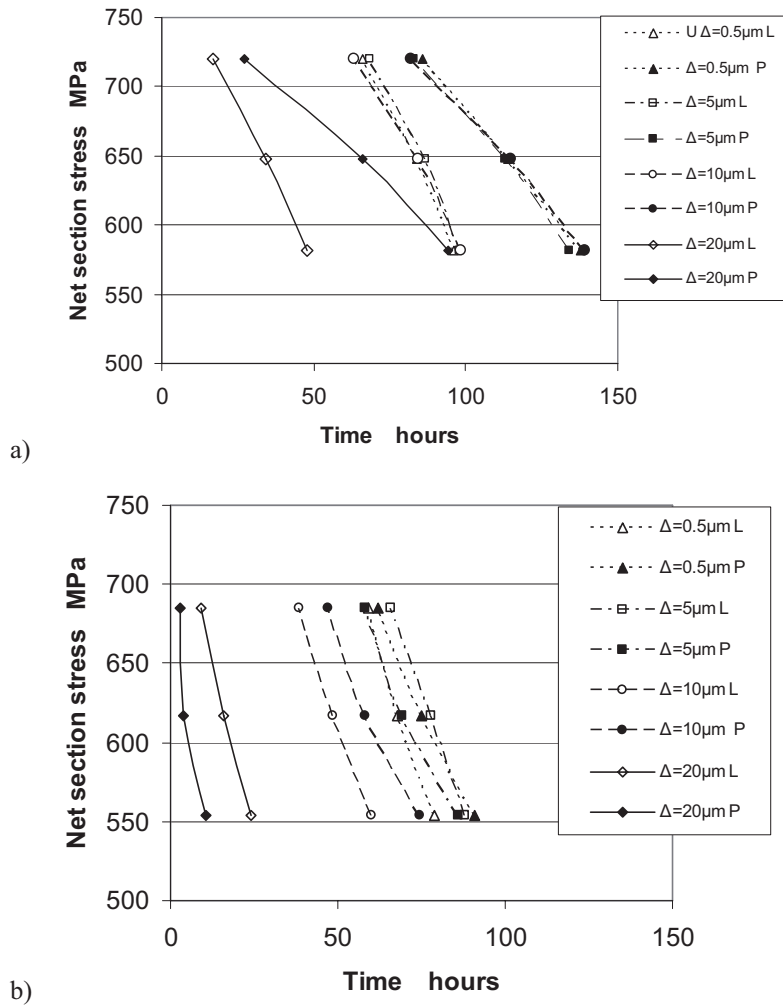 750
700
650
600
550
500
Net section stress MPa
0
50
100
150
Time hours
U Δ=0.5µm L
Δ=0.5µm P
Δ=5µm L
Δ=5µm P
Δ=10µm L
Δ=10µm P
Δ=20µm L
Δ=20µm P
a)
750
700
650
600
550
500
Net section stress MPa
0
50
100
150
Time hours
Δ=0.5µm L
Δ=0.5µm P
Δ=5µm L
Δ=5µm P
Δ=10µm L
Δ=10µm P
Δ=20µm L
Δ=20µm P
b)